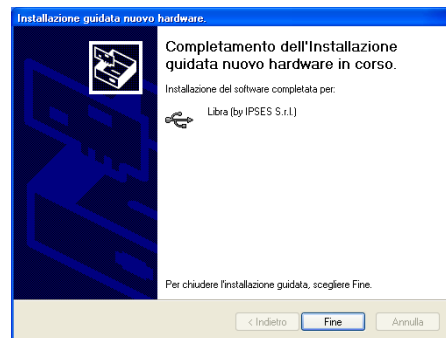 Installazione guidata nuovo hardware.
Completamento dell'Installazione
guidata nuovo hardware in corso.
Installazione del software completata per:
Libra (by IPSES S.r.l.)
Per chiudere l'installazione guidata, scegliere Fine.
< Indietro
Fine
Annulla